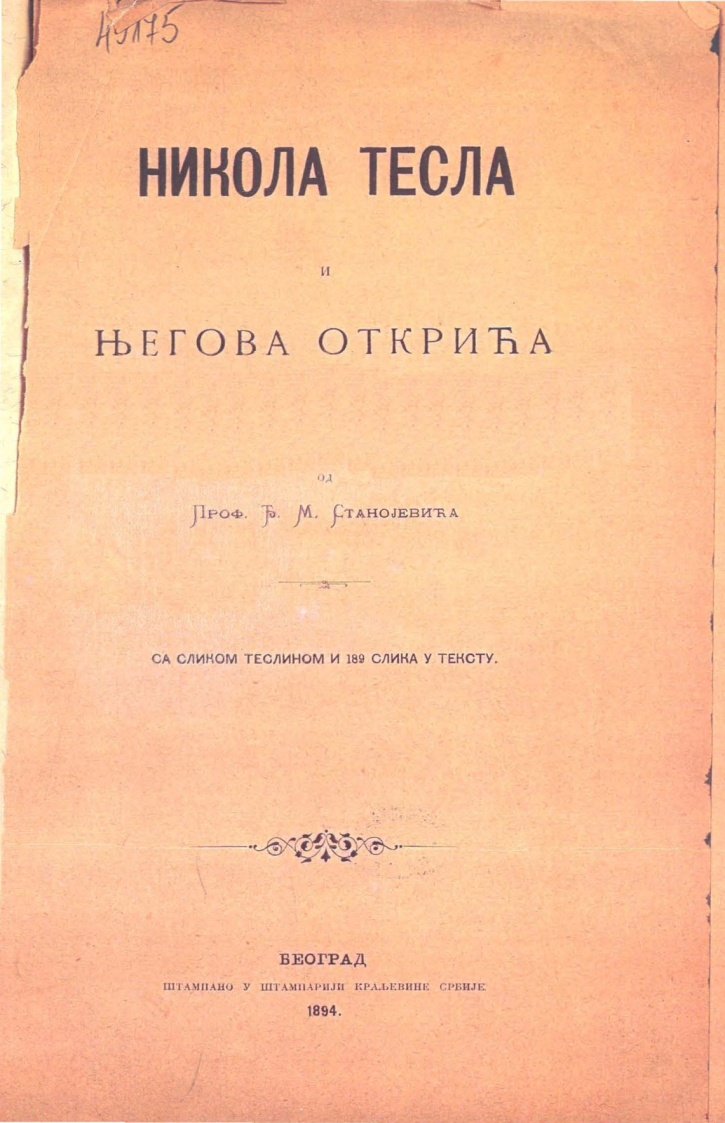 45175
НИКОЛА ТЕСЛА
И
ЊЕГОВА ОТКРИЋА
ОД
ПРОФ. Ђ. М. СТАНОЈЕВИЋА
СА СЛИКОМ ТЕСЛИНОМ И 189 СЛИКА У ТЕКСТУ.
БЕОГРАД
ШТАМПАНО У ШТАМПАРИЈИ КРАЉЕВИНЕ СРБИЈЕ
1894.